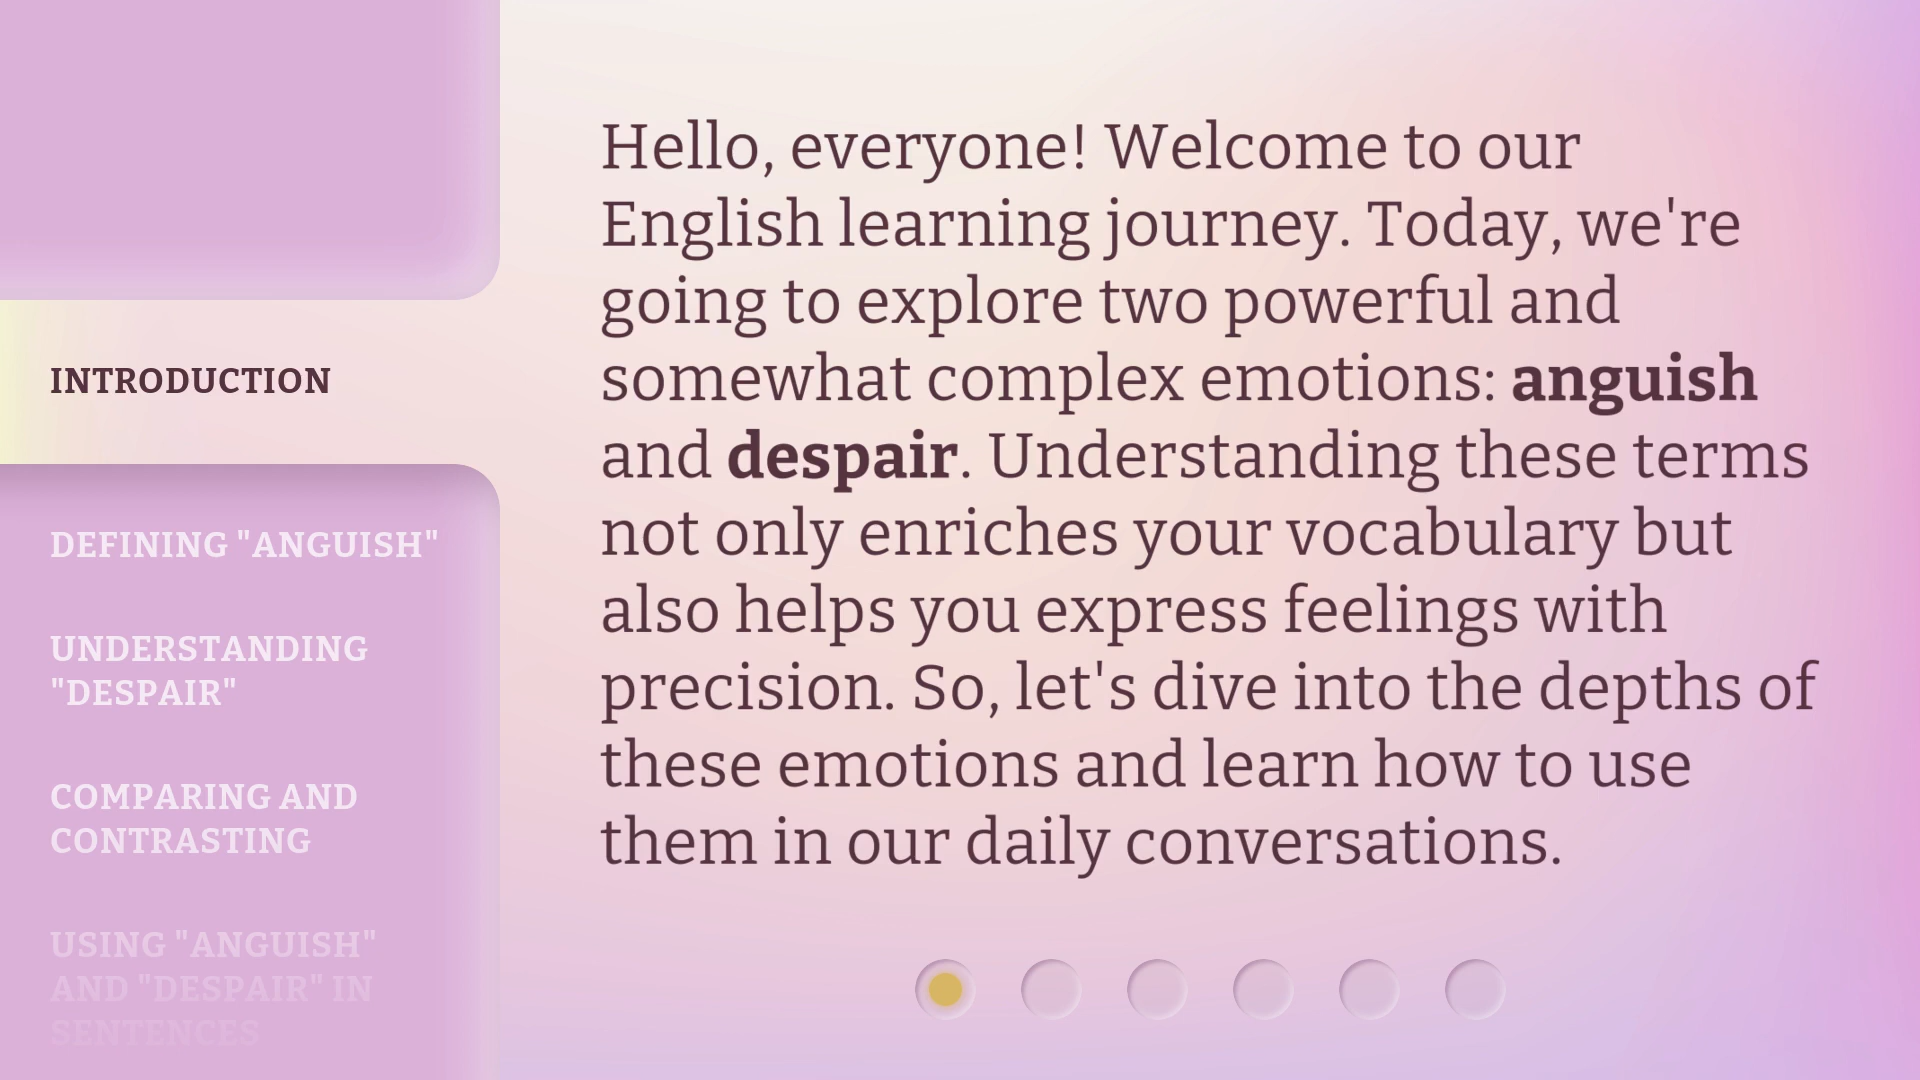 INTRODUCTION
DEFINING "ANGUISH"
UNDERSTANDING
"DESPAIR"
COMPARING AND
CONTRASTING
USING "ANGUISH"
AND "DESPAIR" IN
SENTENCES
Hello, everyone! Welcome to our
English learning journey. Today, we're
going to explore two powerful and
somewhat complex emotions: anguish
and despair. Understanding these terms
not only enriches your vocabulary but
also helps you express feelings with
precision. So, let's dive into the depths of
these emotions and learn how to use
them in our daily conversations.